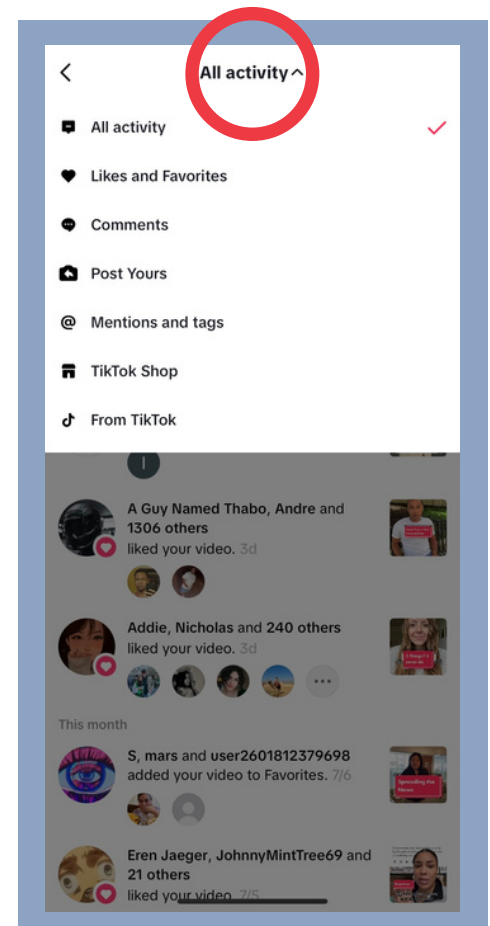 All activity
All activity
Likes and Favorites
Comments
Post Yours
@ Mentions and tags
TikTok Shop
From TikTok
I
A Guy Named Thabo, Andre and
1306 others
liked your video. 3d
Addie, Nicholas and 240 others
liked your video. 3d
This month
S, mars and user2601812379698
added your video to Favorites. 7/6
Spreading the
News
Eren Jaeger, JohnnyMintTree69 and
21 others
liked your video. 7/5